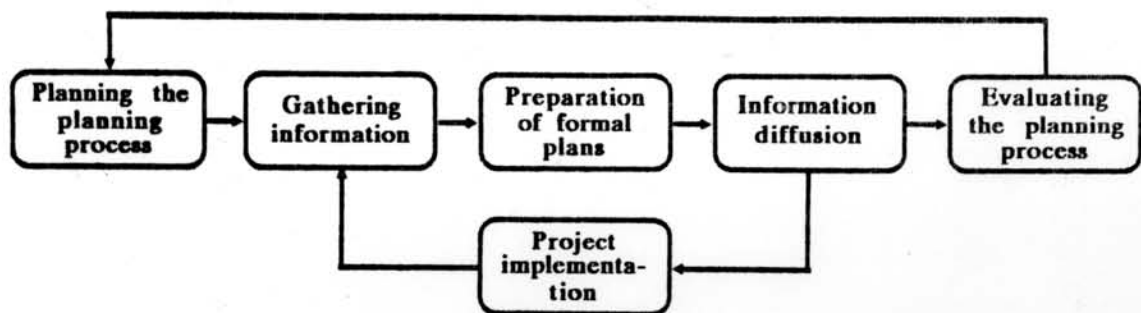 Planning the
planning
process
Gathering
information
Preparation
of formal
plans
Information
diffusion
Evaluating
the planning
process
Project
implementa-
tion